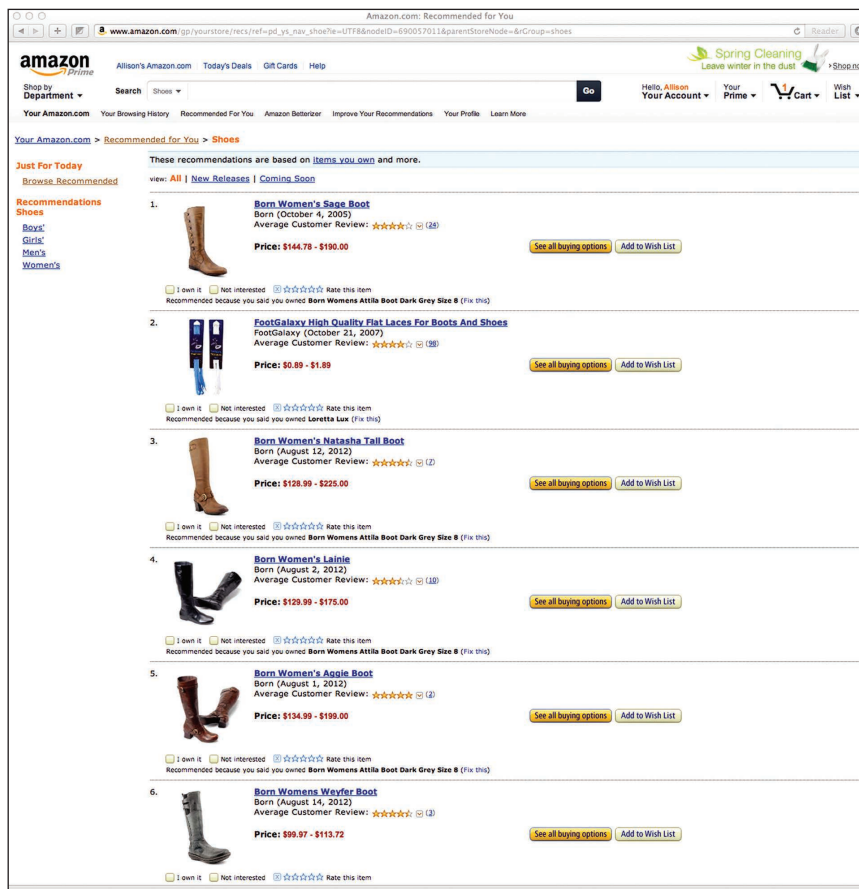 Amazon.com: Recommended for You
www.amazon.com/gp/yourstore/recs/ref=pd_ys_nav_shoe?ie=UTF8&nodeID=690057011&parentStoreNode=&rGroup=shoes
Reader
amazon
Prime
Allison's Amazon.com Today's Deals Gift Cards Help
Spring Cleaning
Leave winter in the dust
›Shop no
Shop by
Department
Search Shoes
Go
Hello, Allison
Your Account
Your
Prime
1
Cart
Wish
List
Your Amazon.com Your Browsing History Recommended For You Amazon Betterizer Improve Your Recommendations Your Profile Learn More
Your Amazon.com > Recommended for You > Shoes
Just For Today
Browse Recommended
Recommendations
Shoes
Boys'
Girls'
Men's
Women's
These recommendations are based on items you own and more.
view: All | New Releases | Coming Soon
1.
Born Women's Sage Boot
Born (October 4, 2005)
Average Customer Review: (24)
Price: $144.78 - $190.00
See all buying options Add to Wish List
I own it Not interested Rate this item
Recommended because you said you owned Born Womens Attila Boot Dark Grey Size 8 (Fix this)
2.
FootGalaxy High Quality Flat Laces For Boots And Shoes
FootGalaxy (October 21, 2007)
Average Customer Review: (98)
Price: $0.89 - $1.89
See all buying options Add to Wish List
I own it Not interested Rate this item
Recommended because you said you owned Loretta Lux (Fix this)
3.
Born Women's Natasha Tall Boot
Born (August 12, 2012)
Average Customer Review: (7)
Price: $128.99 - $225.00
See all buying options Add to Wish List
I own it Not interested Rate this item
Recommended because you said you owned Born Womens Attila Boot Dark Grey Size 8 (Fix this)
4.
Born Women's Lainie
Born (August 2, 2012)
Average Customer Review: (10)
Price: $129.99 - $175.00
See all buying options Add to Wish List
I own it Not interested Rate this item
Recommended because you said you owned Born Womens Attila Boot Dark Grey Size 8 (Fix this)
5.
Born Women's Aggie Boot
Born (August 1, 2012)
Average Customer Review: (2)
Price: $134.99 - $199.00
See all buying options Add to Wish List
I own it Not interested Rate this item
Recommended because you said you owned Born Womens Attila Boot Dark Grey Size 8 (Fix this)
6.
Born Womens Weyfer Boot
Born (August 14, 2012)
Average Customer Review: (3)
Price: $99.97 - $113.72
See all buying options Add to Wish List
I own it Not interested Rate this item